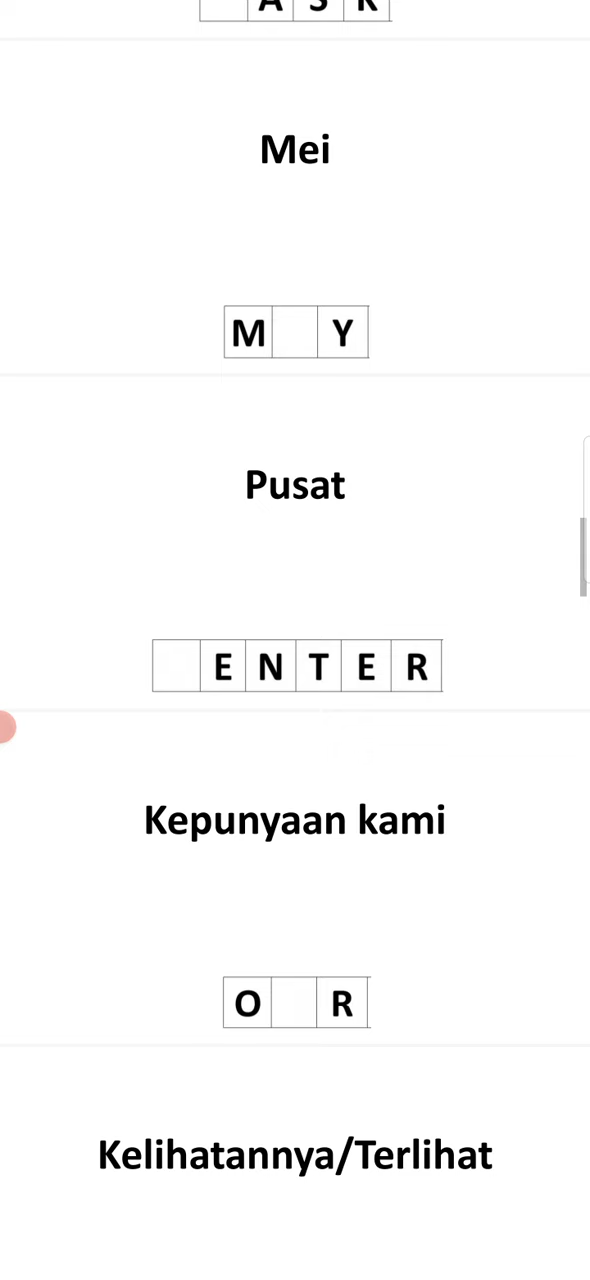 A S K
Mei
M Y
Pusat
E N T E R
Kepunyaan kami
O R
Kelihatannya/Terlihat